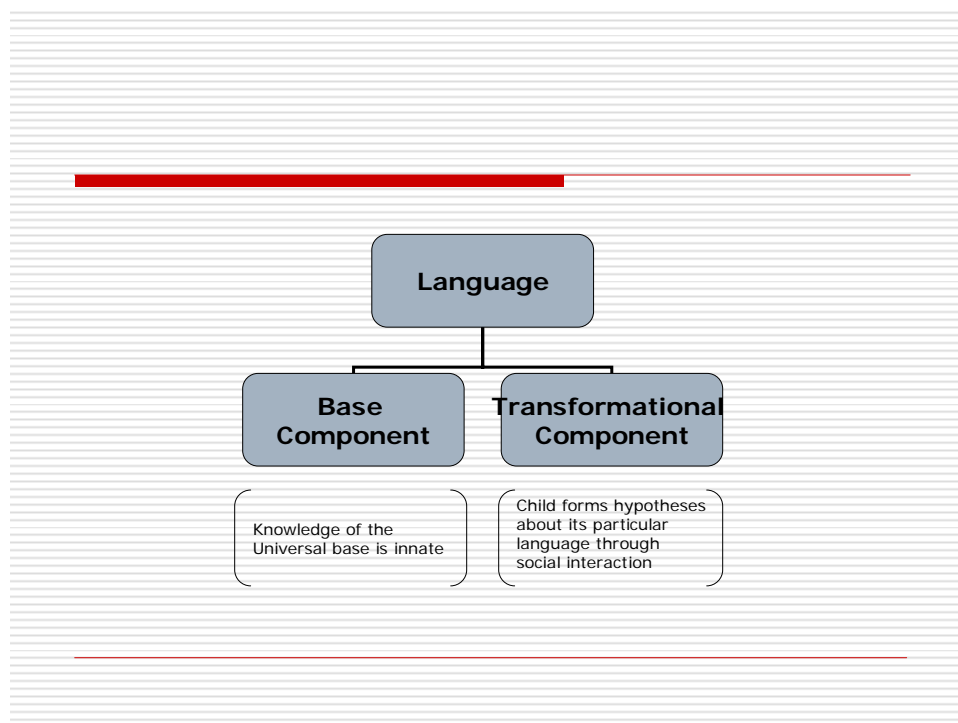 Language
Base
Component
Transformational
Component
Knowledge of the
Universal base is innate
Child forms hypotheses
about its particular
language through
social interaction